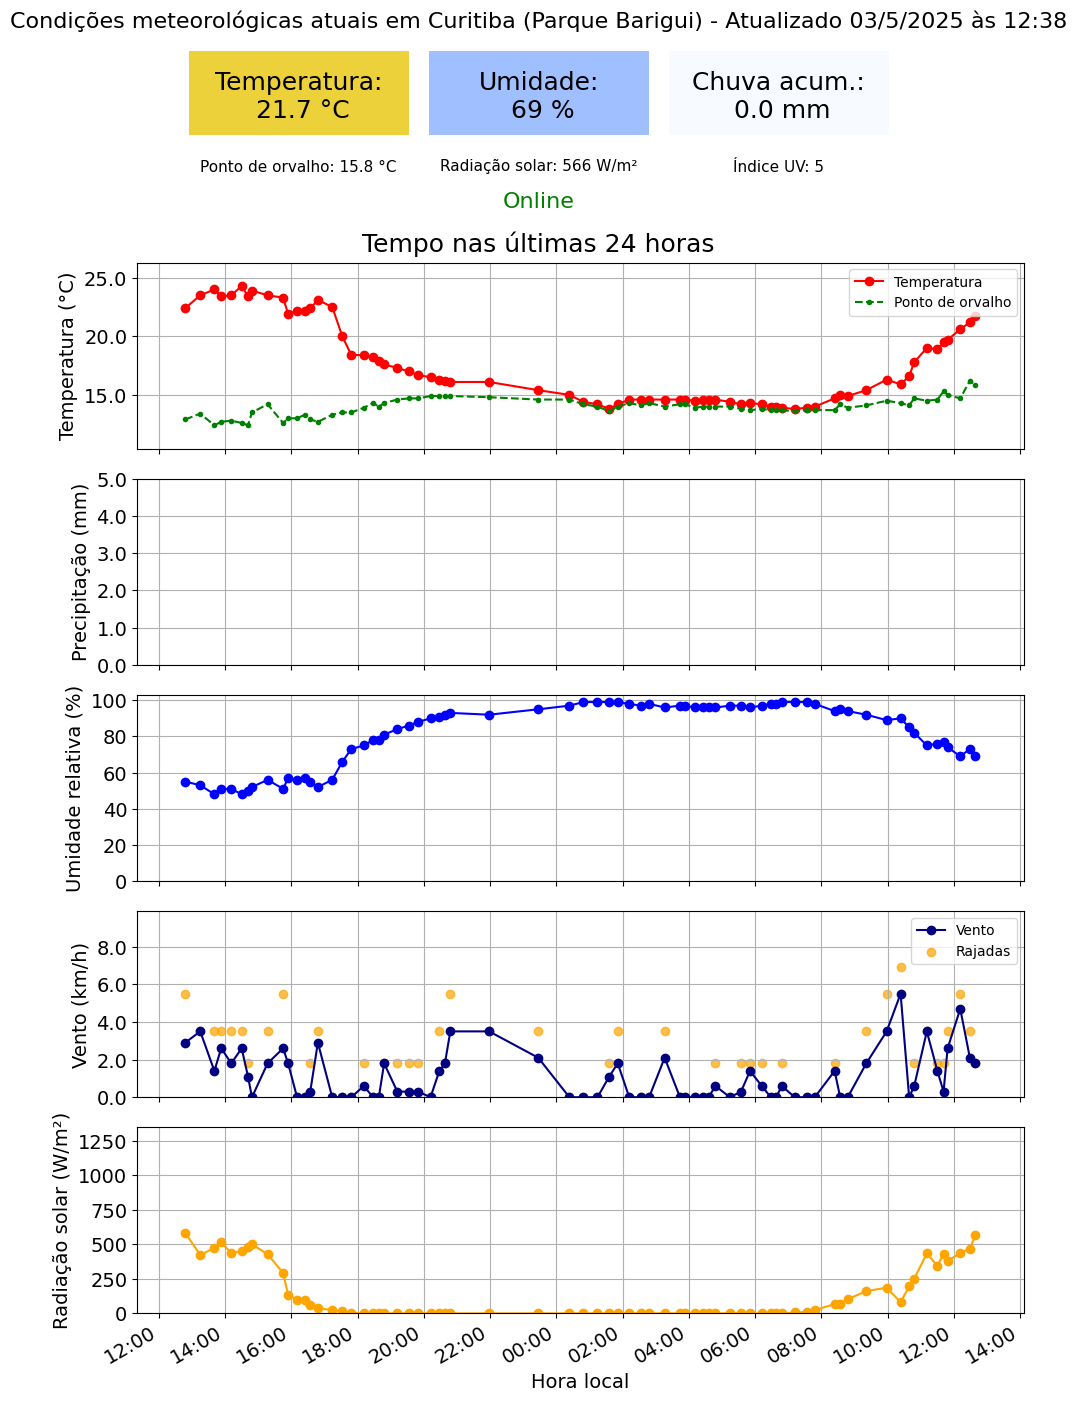 Condições meteorológicas atuais em Curitiba (Parque Barigui) - Atualizado 03/5/2025 às 12:38
Temperatura:
21.7 °C
Umidade:
69 %
Chuva acum.:
0.0 mm
Ponto de orvalho: 15.8 °C
Radiação solar: 566 W/m²
Índice UV: 5
Online
Tempo nas últimas 24 horas
Temperatura (°C)
25.0
20.0
15.0
Temperatura
Ponto de orvalho
Precipitação (mm)
5.0
4.0
3.0
2.0
1.0
0.0
Umidade relativa (%)
100
80
60
40
20
0
Vento (km/h)
8.0
6.0
4.0
2.0
0.0
Vento
Rajadas
Radiação solar (W/m²)
1250
1000
750
500
250
0
12:00
14:00
16:00
18:00
20:00
22:00
00:00
02:00
04:00
06:00
08:00
10:00
12:00
14:00
Hora local